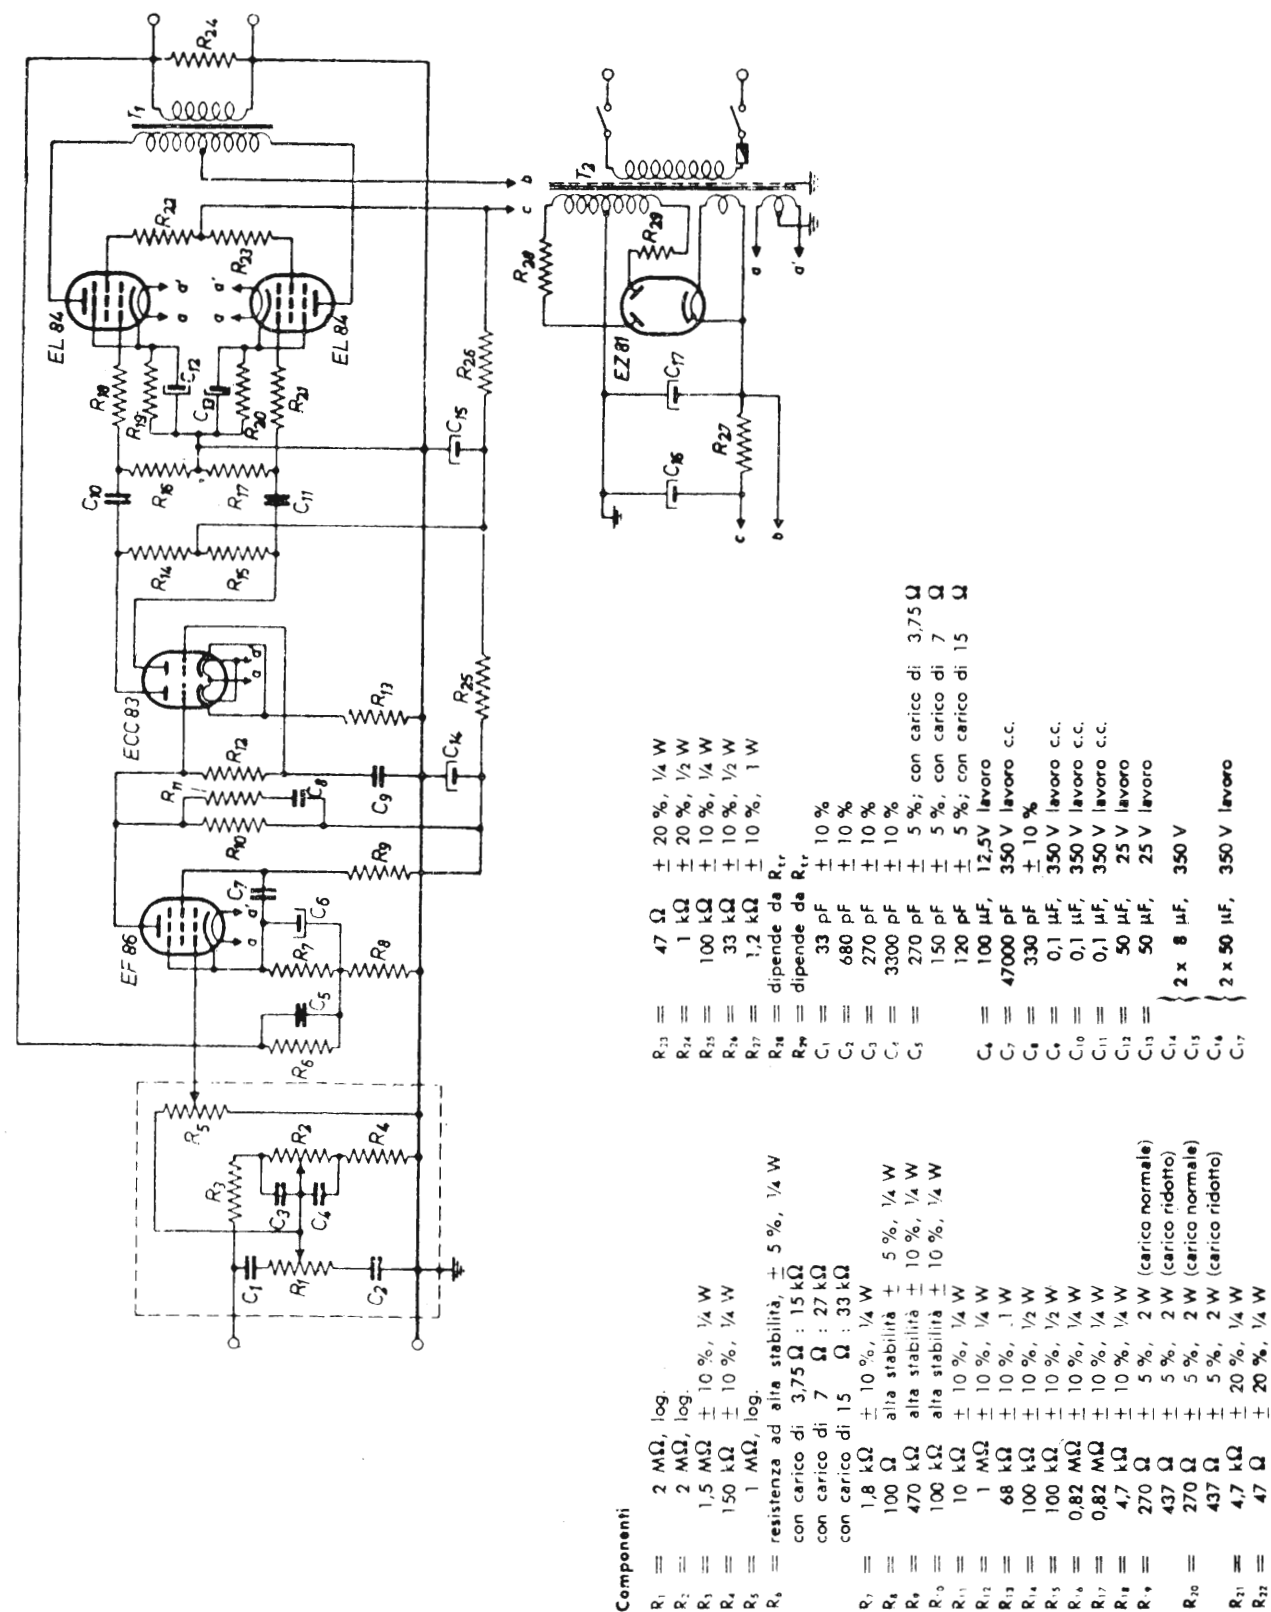 R24
T1
R22
R23
EL 84
EL 84
a'
a
a'
a
R18
R19
C12
C13
R20
R21
C10
R16
R17
C11
R14
R15
ECC 83
a'
a
R13
R12
R11
R10
C8
C9
EF 86
a'
a
C7
R9
C6
R7
R8
C5
R6
R5
R3
R2
R4
C3
C4
C1
R1
C2
C15
R26
C14
R25
b
c
T2
R28
R29
EZ 81
a
a'
C17
R27
C16
c
b
Componenti
R1 = 2 MΩ, log.
R2 = 2 MΩ, log.
R3 = 1,5 MΩ ± 10 %, 1/4 W
R4 = 150 kΩ ± 10 %, 1/4 W
R5 = 1 MΩ, log.
R6 = resistenza ad alta stabilità, ± 5 %, 1/4 W
con carico di 3,75 Ω : 15 kΩ
con carico di 7 Ω : 27 kΩ
con carico di 15 Ω : 33 kΩ
R7 = 1,8 kΩ ± 10 %, 1/4 W
R8 = 100 Ω alta stabilità ± 5 %, 1/4 W
R9 = 470 kΩ alta stabilità ± 10 %, 1/4 W
R10 = 100 kΩ alta stabilità ± 10 %, 1/4 W
R11 = 10 kΩ ± 10 %, 1/4 W
R12 = 1 MΩ ± 10 %, 1/4 W
R13 = 68 kΩ ± 10 %, 1 W
R14 = 100 kΩ ± 10 %, 1/2 W
R15 = 100 kΩ ± 10 %, 1/2 W
R16 = 0,82 MΩ ± 10 %, 1/4 W
R17 = 0,82 MΩ ± 10 %, 1/4 W
R18 = 4,7 kΩ ± 10 %, 1/4 W
R19 = 270 Ω ± 5 %, 2 W (carico normale)
437 Ω ± 5 %, 2 W (carico ridotto)
R20 = 270 Ω ± 5 %, 2 W (carico normale)
437 Ω ± 5 %, 2 W (carico ridotto)
R21 = 4,7 kΩ ± 20 %, 1/4 W
R22 = 47 Ω ± 20 %, 1/4 W
R23 = 47 Ω ± 20 %, 1/4 W
R24 = 1 kΩ ± 20 %, 1/2 W
R25 = 100 kΩ ± 10 %, 1/4 W
R26 = 33 kΩ ± 10 %, 1/2 W
R27 = 1,2 kΩ ± 10 %, 1 W
R28 = dipende da Rtr
R29 = dipende da Rtr
C1 = 33 pF ± 10 %
C2 = 680 pF ± 10 %
C3 = 270 pF ± 10 %
C4 = 3300 pF ± 10 %
C5 = 270 pF ± 5 %; con carico di 3,75 Ω
150 pF ± 5 %, con carico di 7 Ω
120 pF ± 5 %; con carico di 15 Ω
C6 = 100 μF, 12,5V lavoro
C7 = 47000 pF 350 V lavoro c.c.
C8 = 330 pF ± 10 %
C9 = 0,1 μF, 350 V lavoro c.c.
C10 = 0,1 μF, 350 V lavoro c.c.
C11 = 0,1 μF, 350 V lavoro c.c.
C12 = 50 μF, 25 V lavoro
C13 = 50 μF, 25 V lavoro
C14
C15 } 2 x 8 μF, 350 V
C16
C17 } 2 x 50 μF, 350 V lavoro